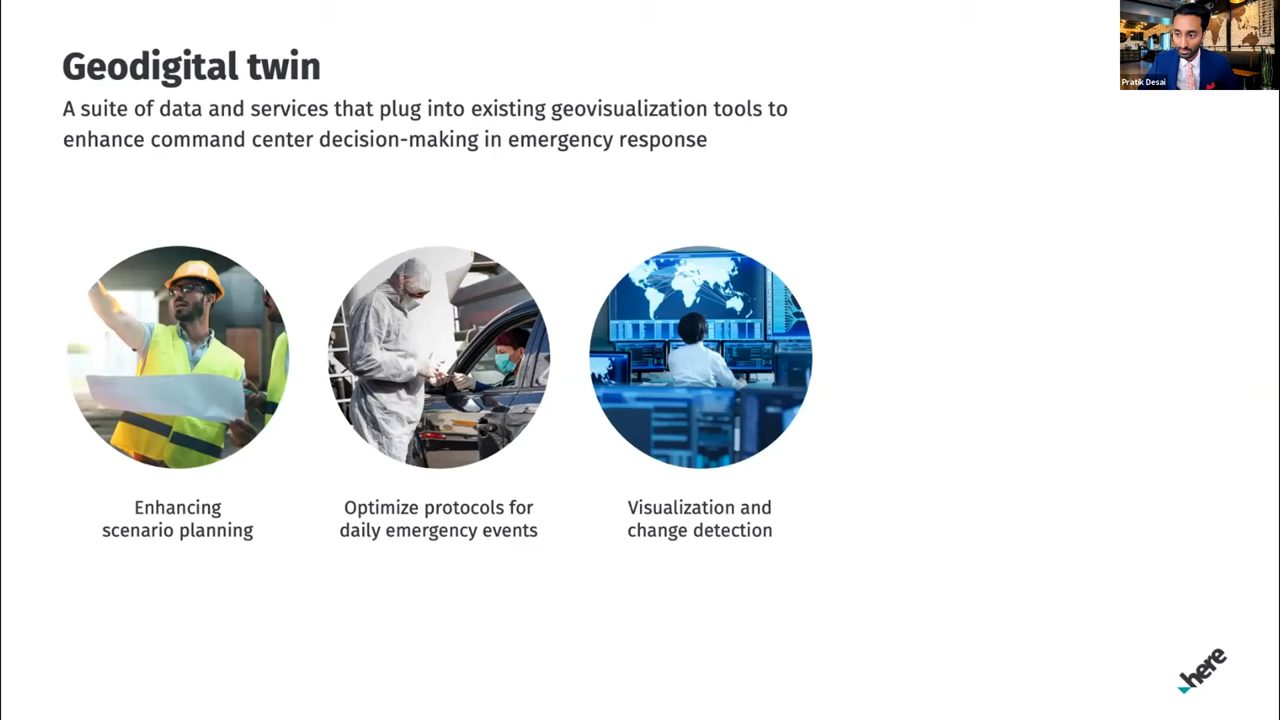 Geodigital twin
A suite of data and services that plug into existing geovisualization tools to
enhance command center decision-making in emergency response
Pratik Desai
Enhancing
scenario planning
Optimize protocols for
daily emergency events
Visualization and
change detection
here